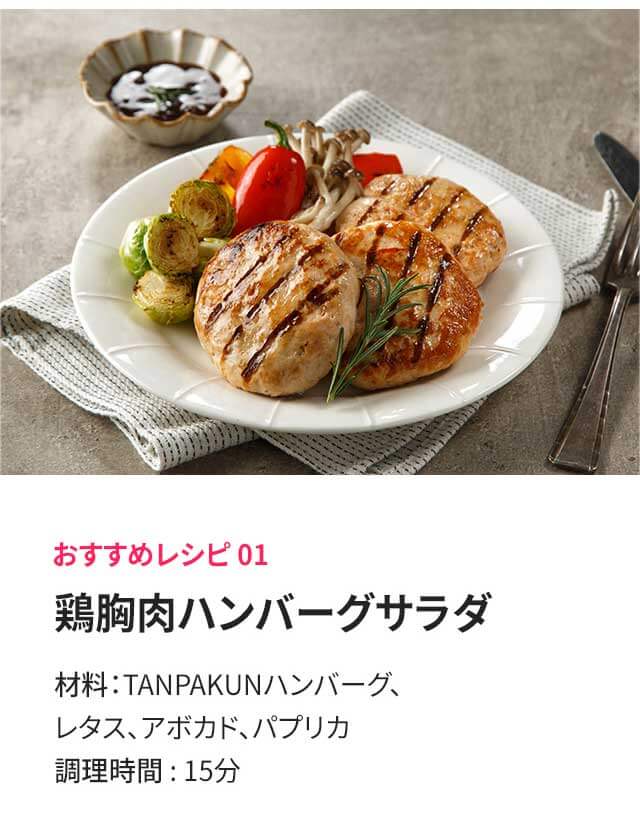 おすすめレシピ 01
鶏胸肉ハンバーグサラダ
材料：TANPAKUNハンバーグ、
レタス、アボカド、パプリカ
調理時間 : 15分